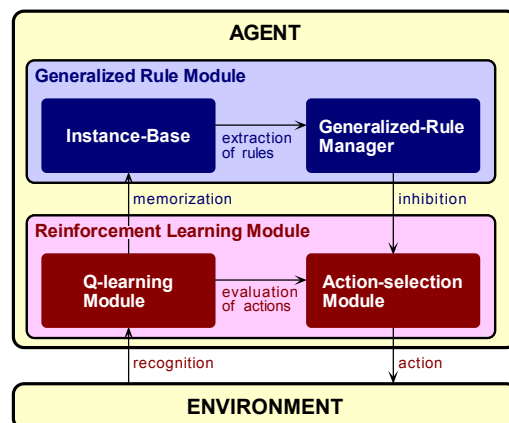 AGENT
Generalized Rule Module
Instance-Base
extraction
of rules
Generalized-Rule
Manager
memorization
inhibition
Reinforcement Learning Module
Q-learning
Module
evaluation
of actions
Action-selection
Module
recognition
action
ENVIRONMENT